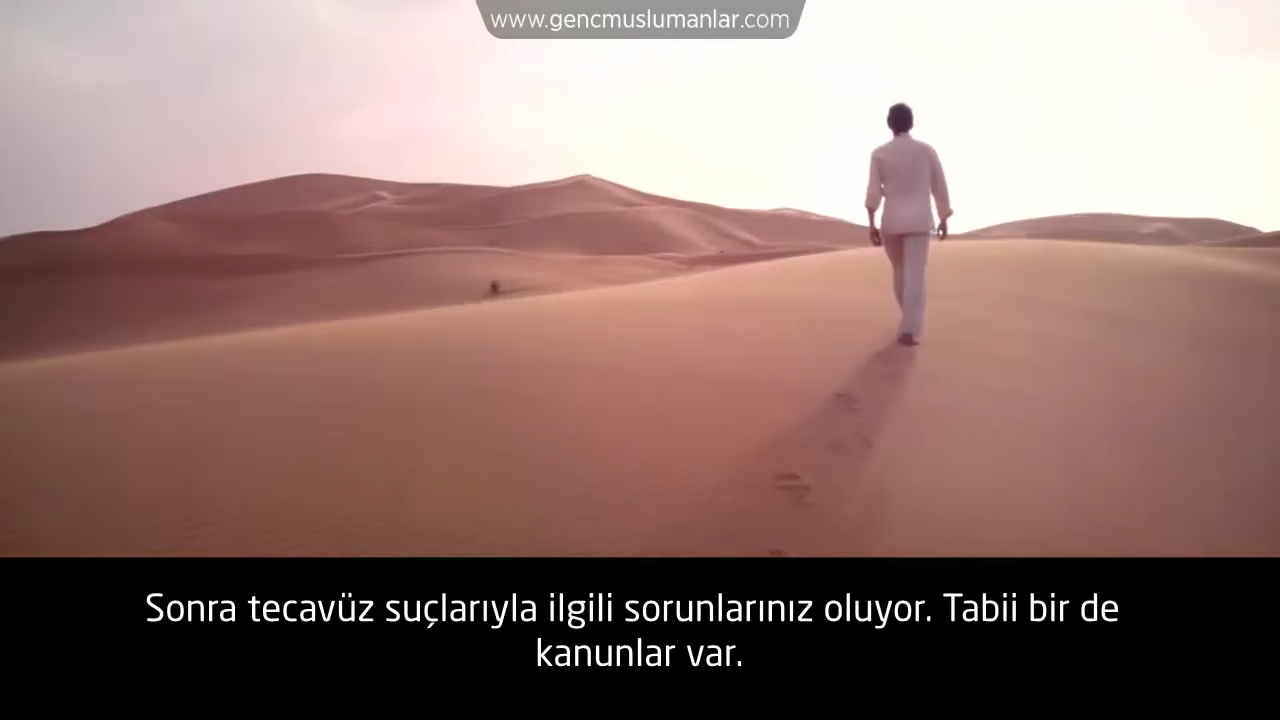 www.gencmuslumanlar.com
Sonra tecavüz suçlarıyla ilgili sorunlarınız oluyor. Tabii bir de
kanunlar var.